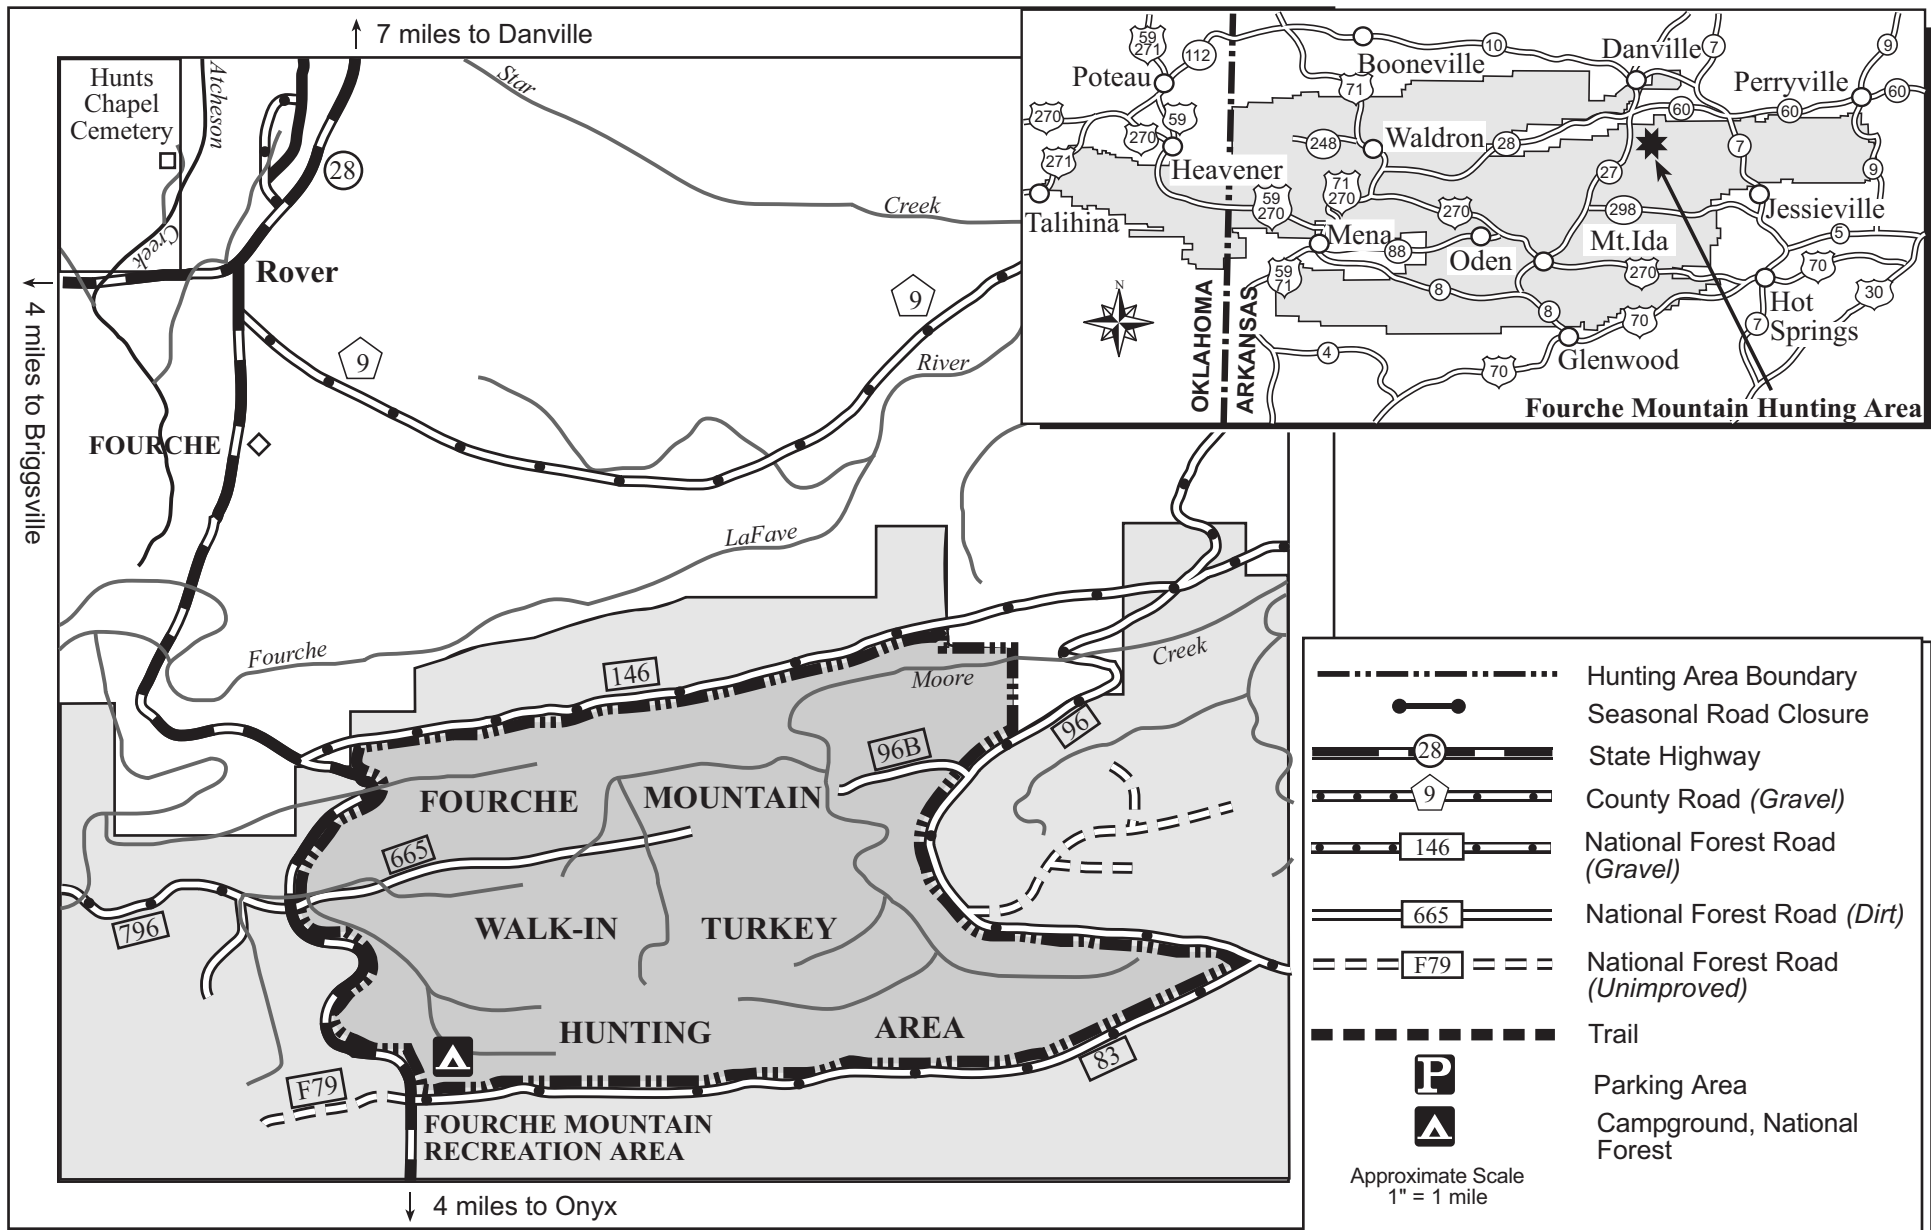 7 miles to Danville
Hunts
Chapel
Cemetery
Atcheson
Creek
28
Star
Creek
Rover
9
9
River
4 miles to Briggsville
FOURCHE
LaFave
Fourche
146
Moore
Creek
96
96B
FOURCHE MOUNTAIN
665
796
WALK-IN TURKEY
HUNTING AREA
83
F79
FOURCHE MOUNTAIN
RECREATION AREA
4 miles to Onyx
59
271
112
Poteau
Booneville
10
Danville
7
9
Perryville
60
60
60
71
270
59
270
271
Heavener
248
Waldron
28
27
7
9
Talihina
59
270
71
270
270
298
Jessieville
Mena
88
Oden
Mt.Ida
5
59
71
8
270
70
30
N
OKLAHOMA
ARKANSAS
8
70
Hot
Springs
7
4
70
Glenwood
Fourche Mountain Hunting Area
Hunting Area Boundary
Seasonal Road Closure
28
State Highway
9
County Road (Gravel)
146
National Forest Road
(Gravel)
665
National Forest Road (Dirt)
F79
National Forest Road
(Unimproved)
Trail
P
Parking Area
Campground, National
Forest
Approximate Scale
1" = 1 mile